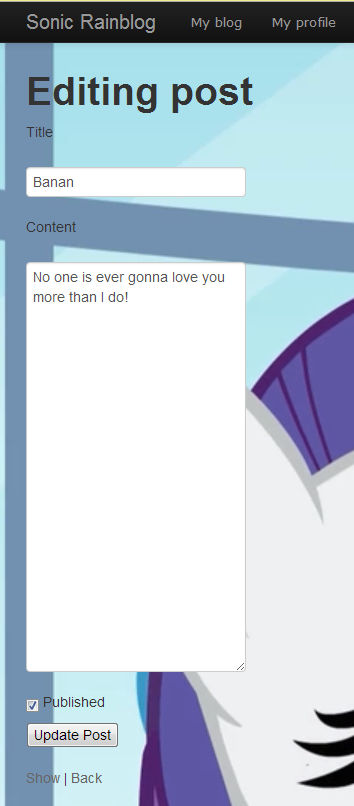 Sonic Rainblog My blog My profile
Editing post
Title
Banan
Content
No one is ever gonna love you
more than I do!
Published
Update Post
Show | Back